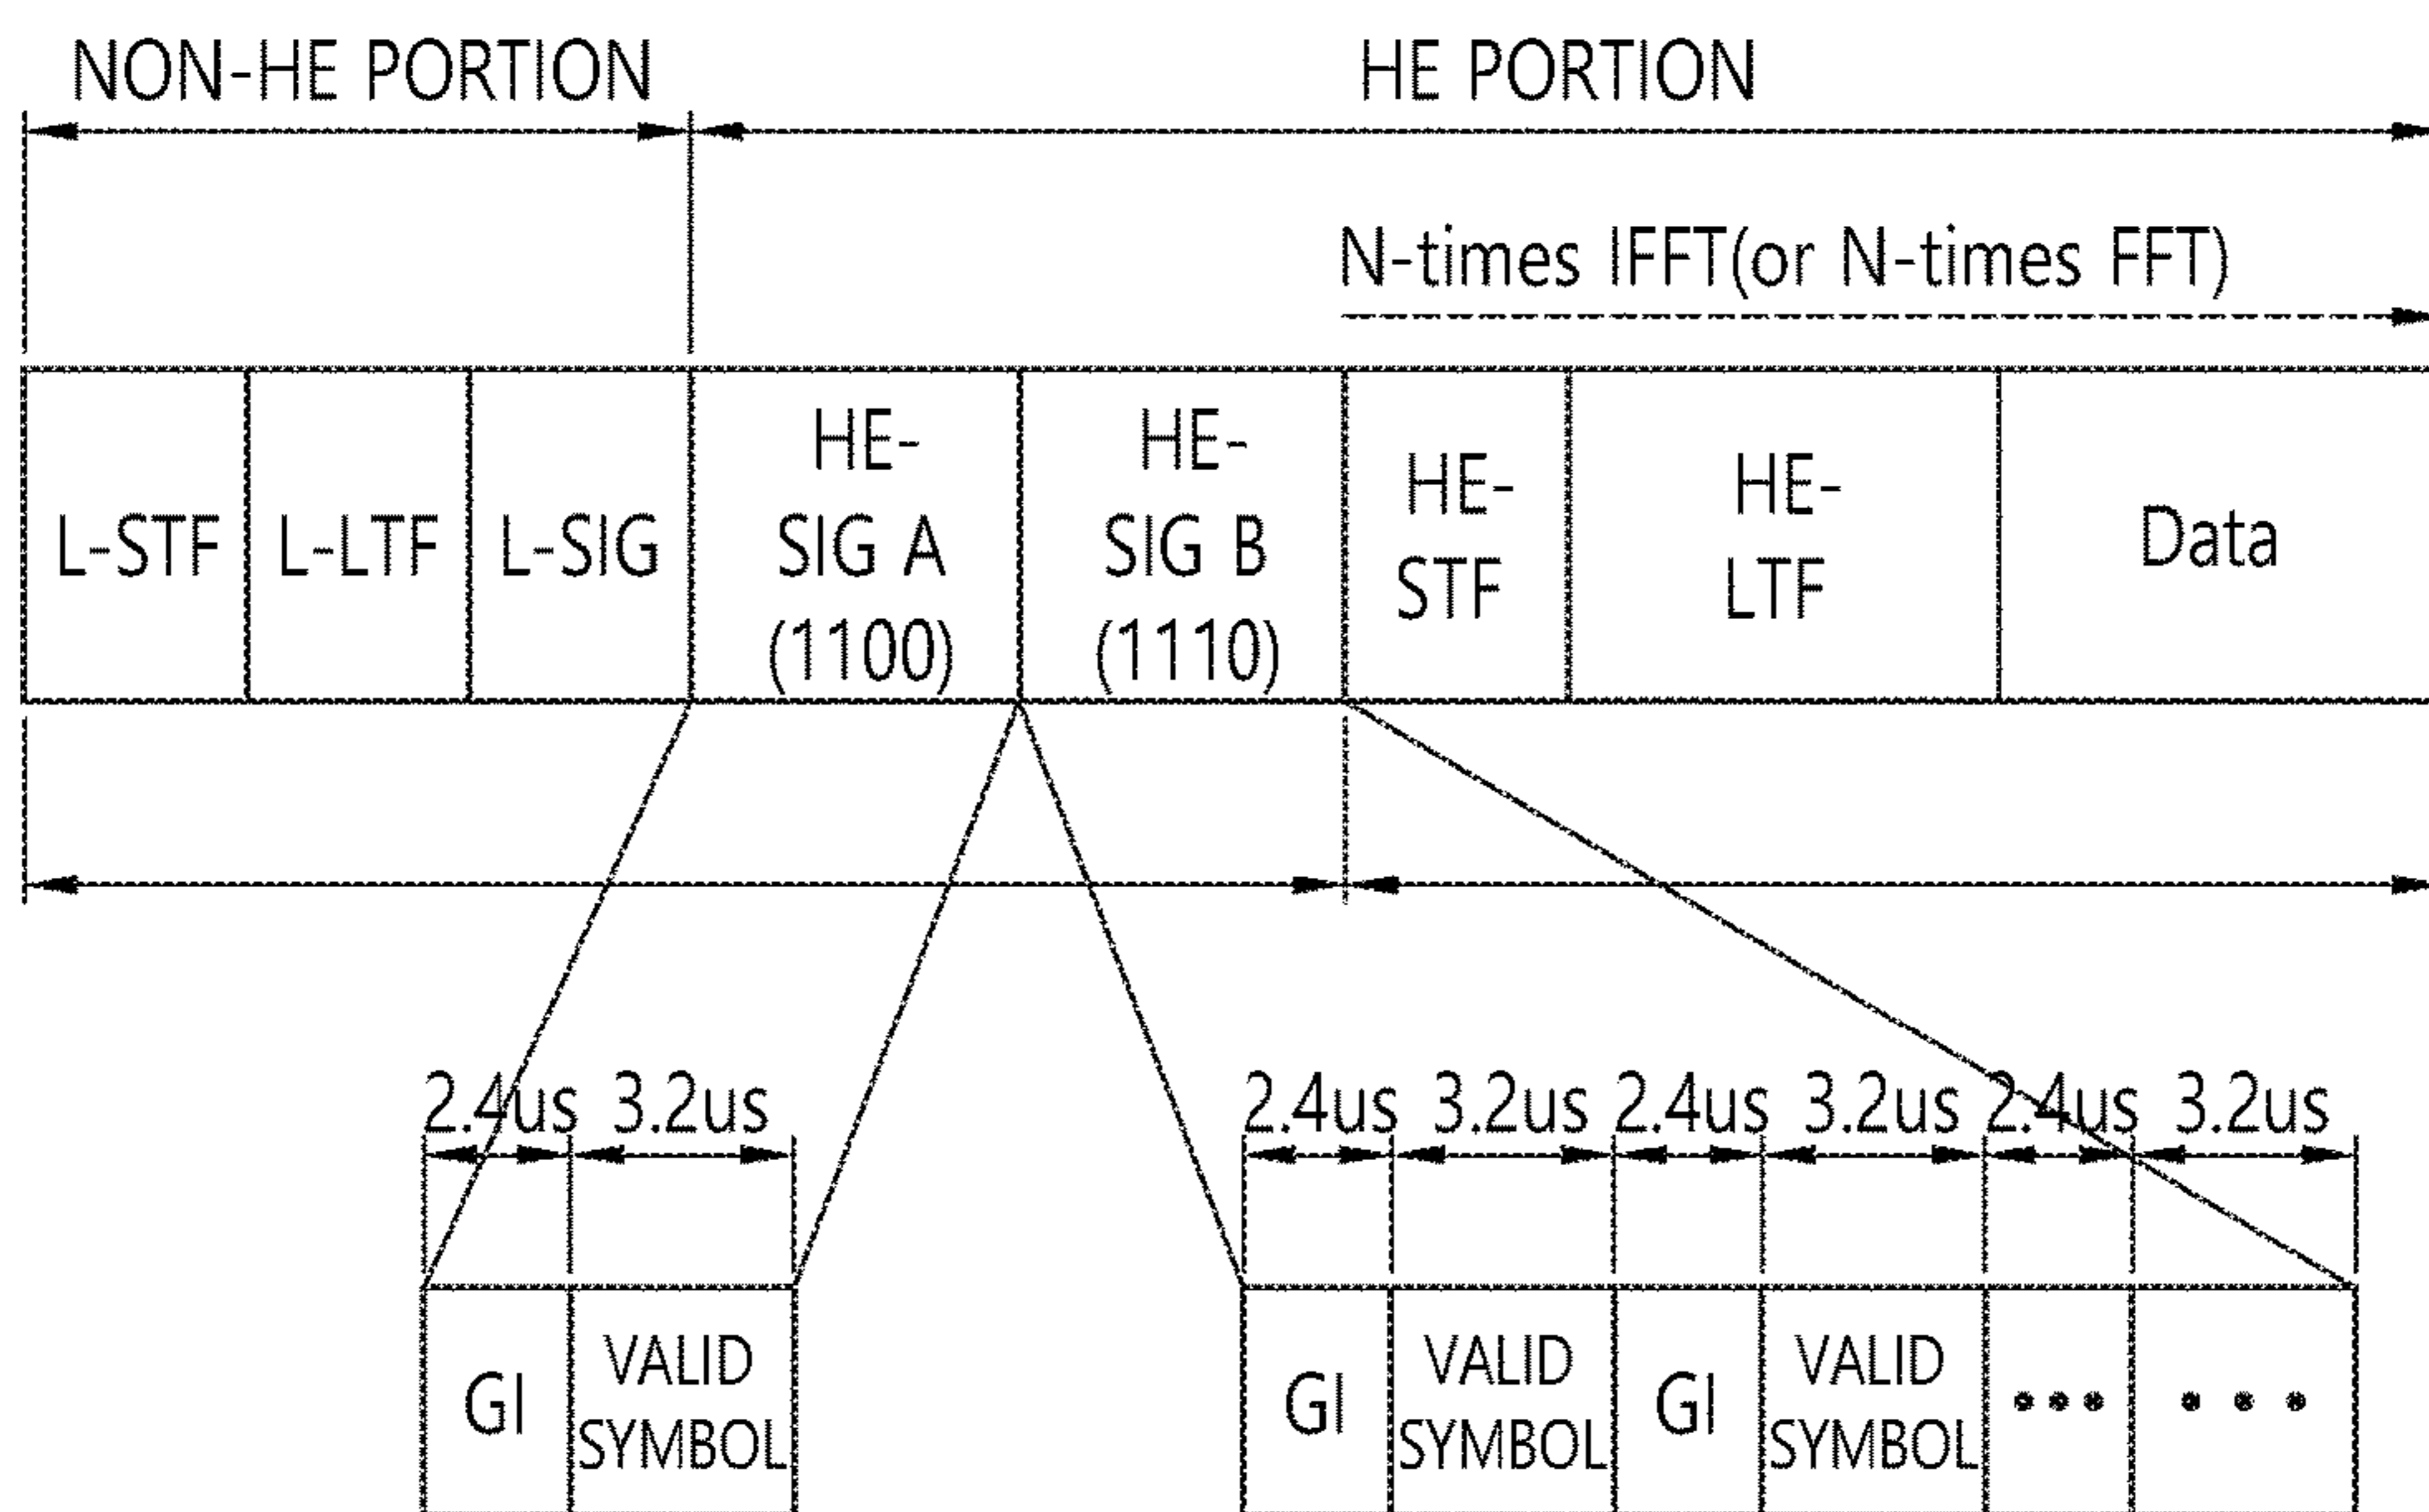 NON-HE PORTION
HE PORTION
N-times IFFT(or N-times FFT)
L-STF
L-LTF
L-SIG
HE-
SIG A
(1100)
HE-
SIG B
(1110)
HE-
STF
HE-
LTF
Data
2.4us 3.2us
2.4us 3.2us 2.4us 3.2us 2.4us 3.2us
GI
VALID
SYMBOL
GI
VALID
SYMBOL
GI
VALID
SYMBOL
•••
• • •